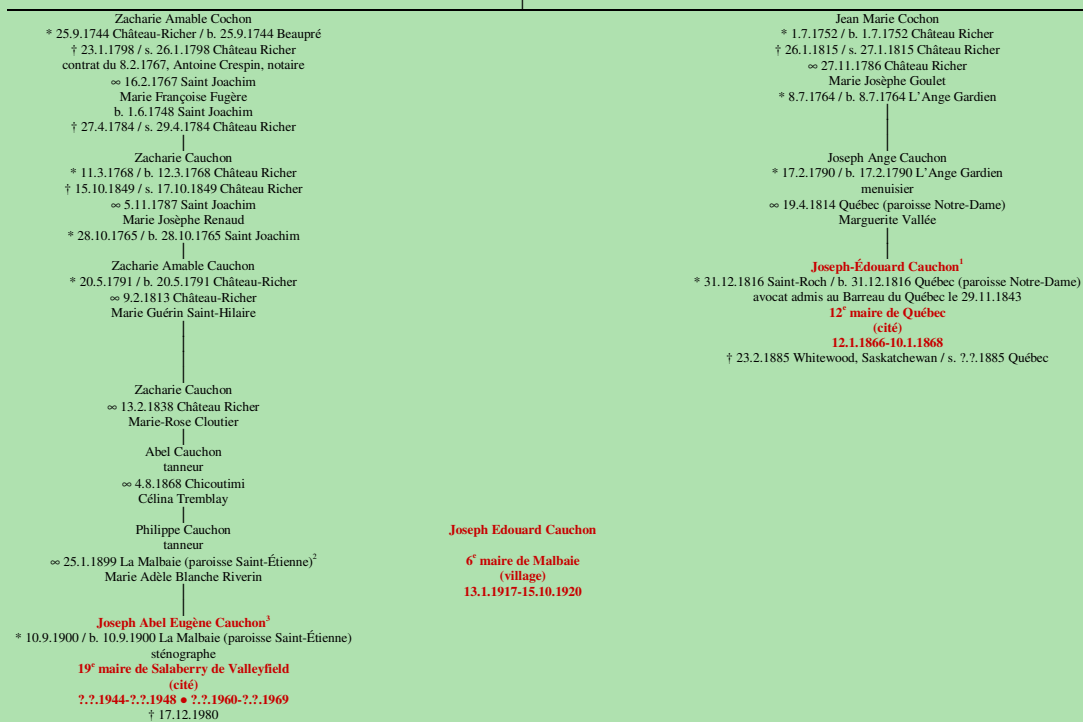 Zacharie Amable Cochon
* 25.9.1744 Château-Richer / b. 25.9.1744 Beaupré
† 23.1.1798 / s. 26.1.1798 Château Richer
contrat du 8.2.1767, Antoine Crespin, notaire
∞ 16.2.1767 Saint Joachim
Marie Françoise Fugère
b. 1.6.1748 Saint Joachim
† 27.4.1784 / s. 29.4.1784 Château Richer
Zacharie Cauchon
* 11.3.1768 / b. 12.3.1768 Château Richer
† 15.10.1849 / s. 17.10.1849 Château Richer
∞ 5.11.1787 Saint Joachim
Marie Josèphe Renaud
* 28.10.1765 / b. 28.10.1765 Saint Joachim
Zacharie Amable Cauchon
* 20.5.1791 / b. 20.5.1791 Château-Richer
∞ 9.2.1813 Château-Richer
Marie Guérin Saint-Hilaire
Zacharie Cauchon
∞ 13.2.1838 Château Richer
Marie-Rose Cloutier
Abel Cauchon
tanneur
∞ 4.8.1868 Chicoutimi
Célina Tremblay
Philippe Cauchon
tanneur
∞ 25.1.1899 La Malbaie (paroisse Saint-Étienne)²
Marie Adèle Blanche Riverin
Joseph Abel Eugène Cauchon³
* 10.9.1900 / b. 10.9.1900 La Malbaie (paroisse Saint-Étienne)
sténographe
19ᵉ maire de Salaberry de Valleyfield
(cité)
?.?.1944-?.?.1948 ● ?.?.1960-?.?.1969
† 17.12.1980
Joseph Edouard Cauchon
6ᵉ maire de Malbaie
(village)
13.1.1917-15.10.1920
Jean Marie Cochon
* 1.7.1752 / b. 1.7.1752 Château Richer
† 26.1.1815 / s. 27.1.1815 Château Richer
∞ 27.11.1786 Château Richer
Marie Josèphe Goulet
* 8.7.1764 / b. 8.7.1764 L'Ange Gardien
Joseph Ange Cauchon
* 17.2.1790 / b. 17.2.1790 L'Ange Gardien
menuisier
∞ 19.4.1814 Québec (paroisse Notre-Dame)
Marguerite Vallée
Joseph-Édouard Cauchon¹
* 31.12.1816 Saint-Roch / b. 31.12.1816 Québec (paroisse Notre-Dame)
avocat admis au Barreau du Québec le 29.11.1843
12ᵉ maire de Québec
(cité)
12.1.1866-10.1.1868
† 23.2.1885 Whitewood, Saskatchewan / s. ?.?.1885 Québec